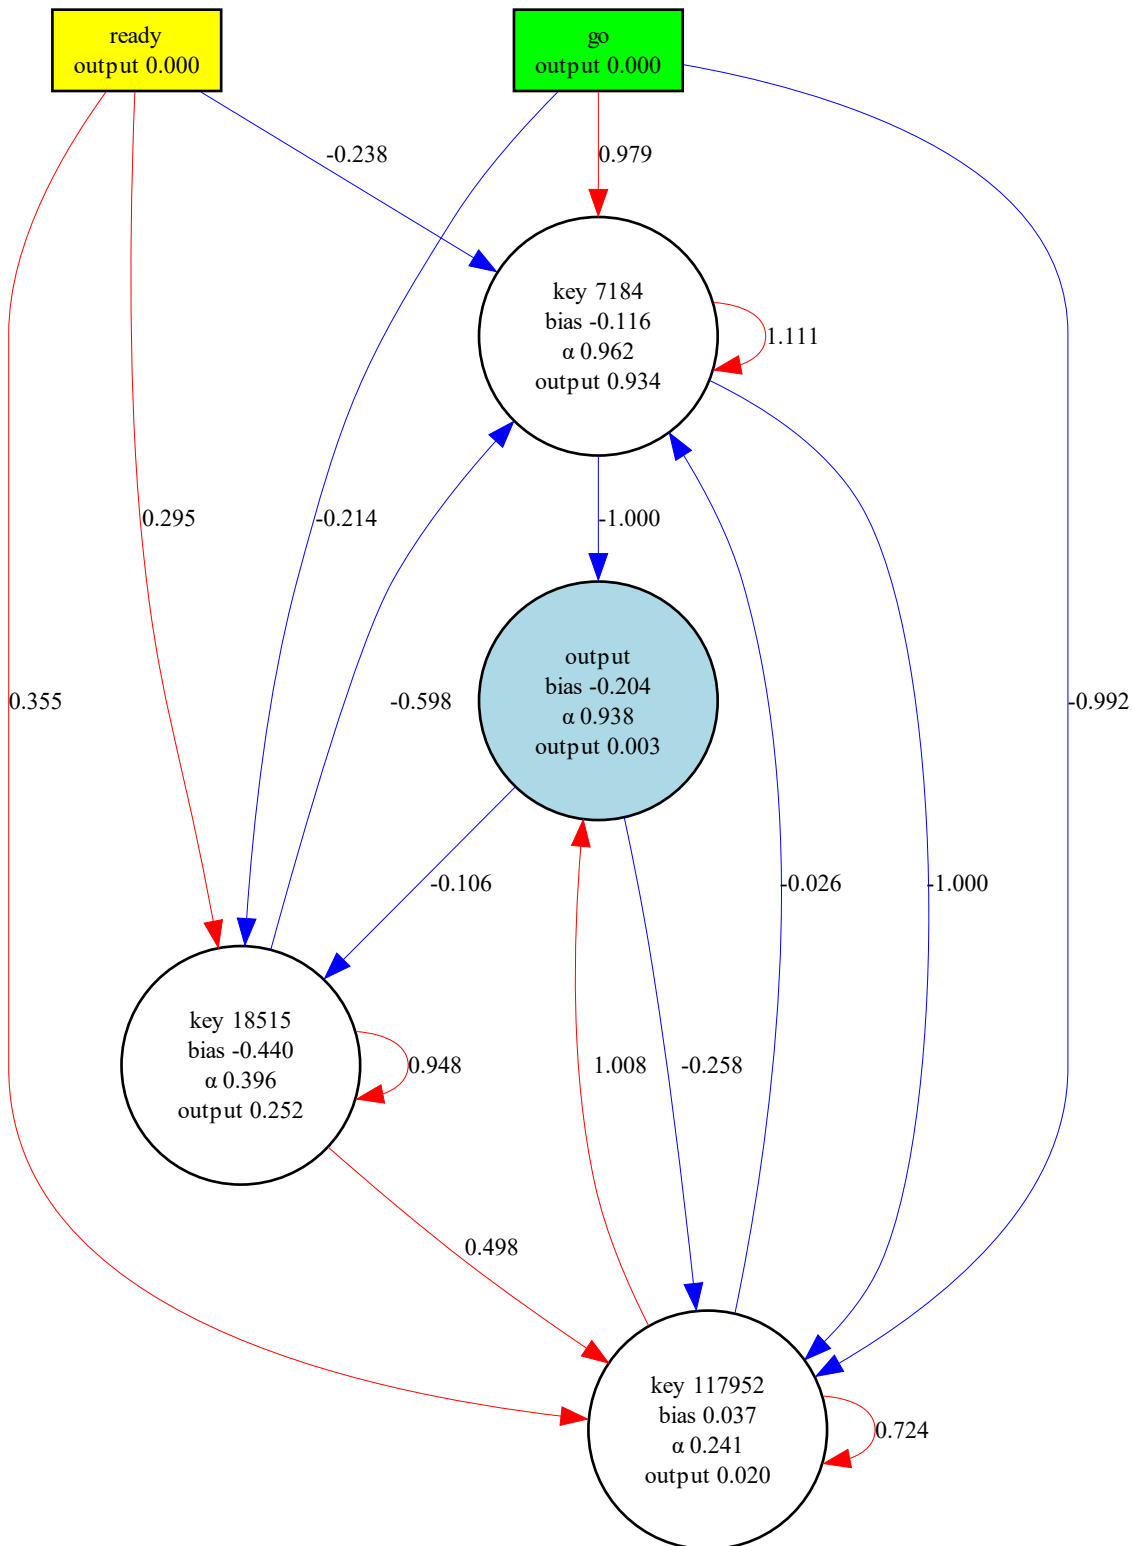 ready
output 0.000
go
output 0.000
-0.238
0.979
key 7184
bias -0.116
α 0.962
output 0.934
1.111
0.295
-0.214
-1.000
0.355
-0.598
output
bias -0.204
α 0.938
output 0.003
-0.992
-0.106
-0.026
-1.000
key 18515
bias -0.440
α 0.396
output 0.252
0.948
1.008
-0.258
0.498
key 117952
bias 0.037
α 0.241
output 0.020
0.724